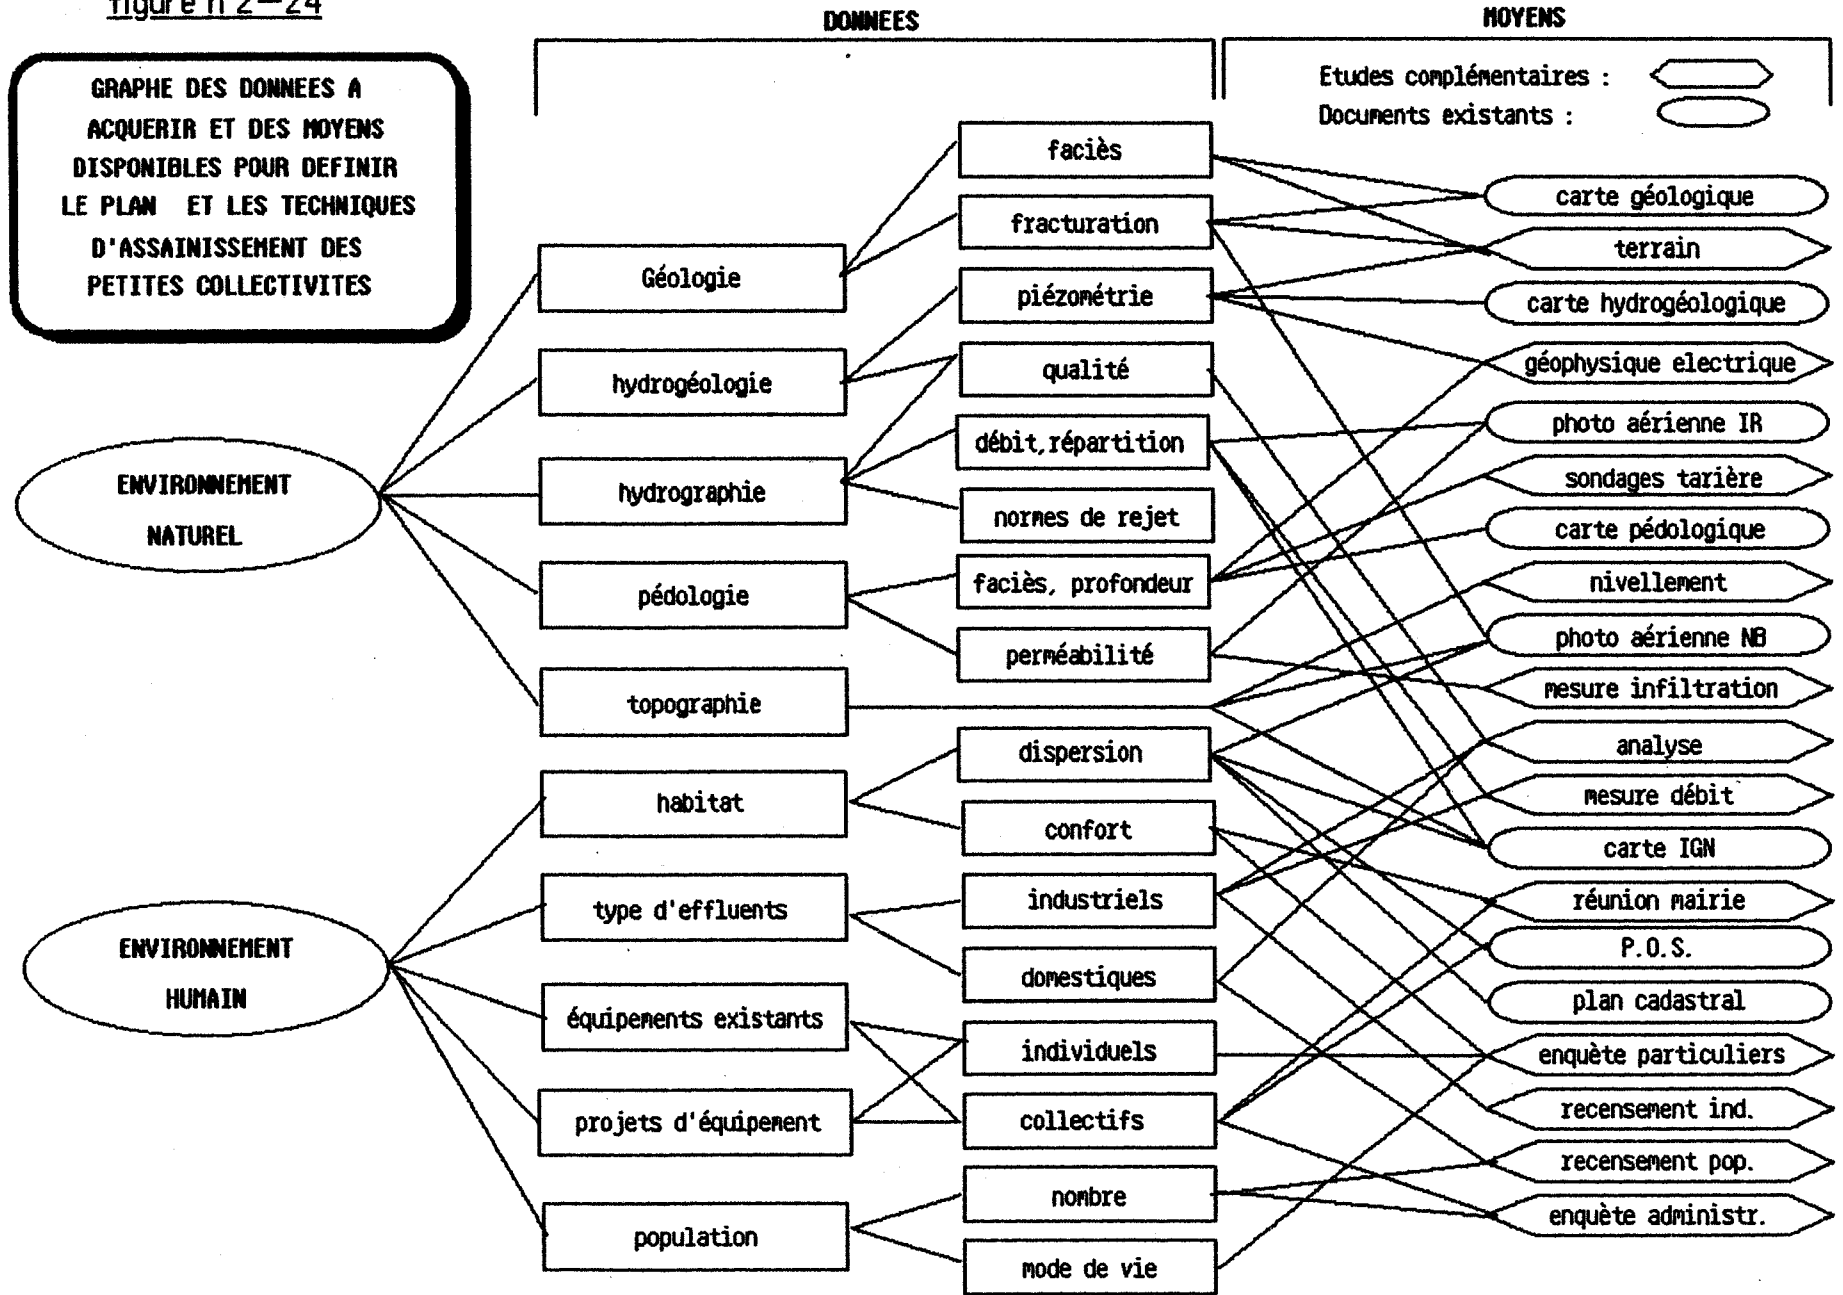 figure n°2-24
DONNEES
MOYENS
GRAPHE DES DONNEES A
ACQUERIR ET DES MOYENS
DISPONIBLES POUR DEFINIR
LE PLAN ET LES TECHNIQUES
D'ASSAINISSEMENT DES
PETITES COLLECTIVITES
Etudes complémentaires :
Documents existants :
ENVIRONNEMENT
NATUREL
ENVIRONNEMENT
HUMAIN
Géologie
hydrogéologie
hydrographie
pédologie
topographie
habitat
type d'effluents
équipements existants
projets d'équipement
population
faciès
fracturation
piézométrie
qualité
débit,répartition
normes de rejet
faciès, profondeur
perméabilité
dispersion
confort
industriels
domestiques
individuels
collectifs
nombre
mode de vie
carte géologique
terrain
carte hydrogéologique
géophysique electrique
photo aérienne IR
sondages tarière
carte pédologique
nivellement
photo aérienne NB
mesure infiltration
analyse
mesure débit
carte IGN
réunion mairie
P.O.S.
plan cadastral
enquète particuliers
recensement ind.
recensement pop.
enquète administr.